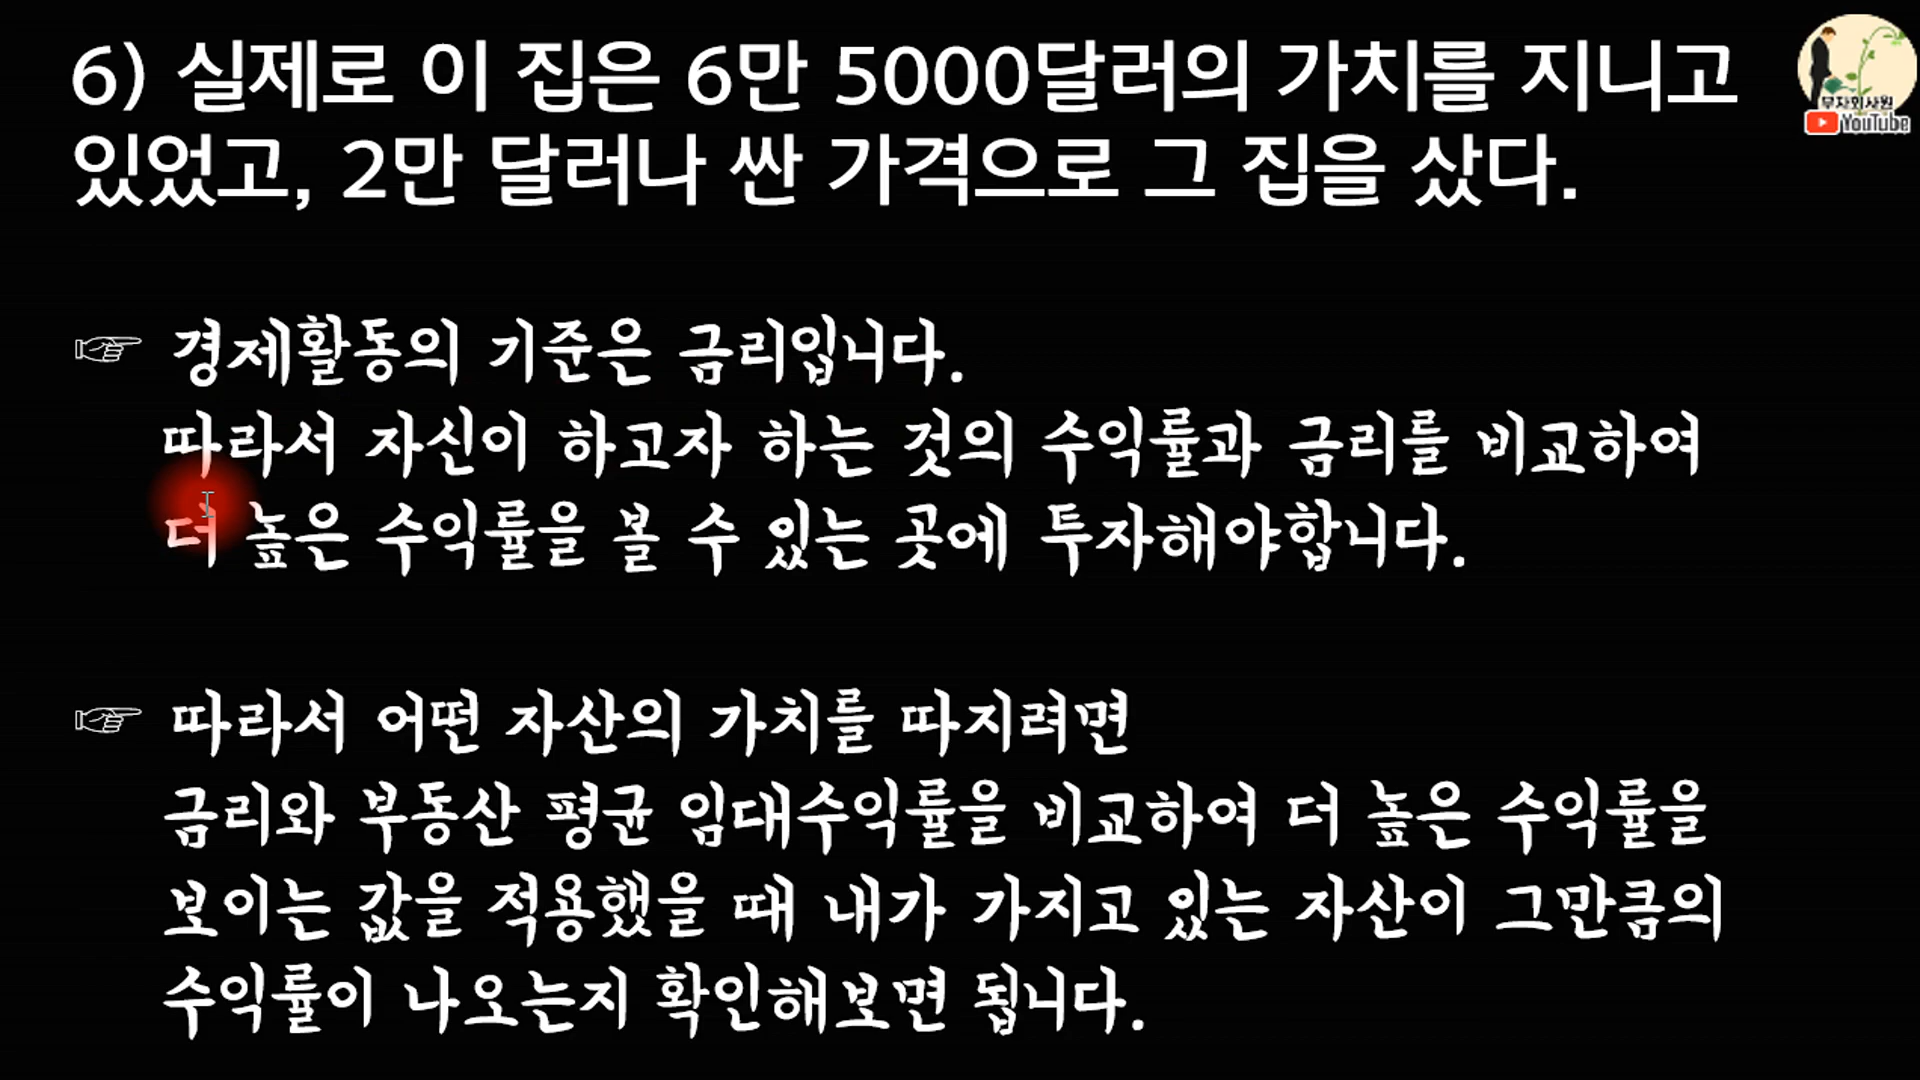 6) 실제로 이 집은 6만 5000달러의 가치를 지니고
있었고, 2만 달러나 싼 가격으로 그 집을 샀다.
부자회사원
YouTube
☞ 경제활동의 기준은 금리입니다.
따라서 자신이 하고자 하는 것의 수익률과 금리를 비교하여
더 높은 수익률을 볼 수 있는 곳에 투자해야합니다.
☞ 따라서 어떤 자산의 가치를 따지려면
금리와 부동산 평균 임대수익률을 비교하여 더 높은 수익률을
보이는 값을 적용했을 때 내가 가지고 있는 자산이 그만큼의
수익률이 나오는지 확인해보면 됩니다.